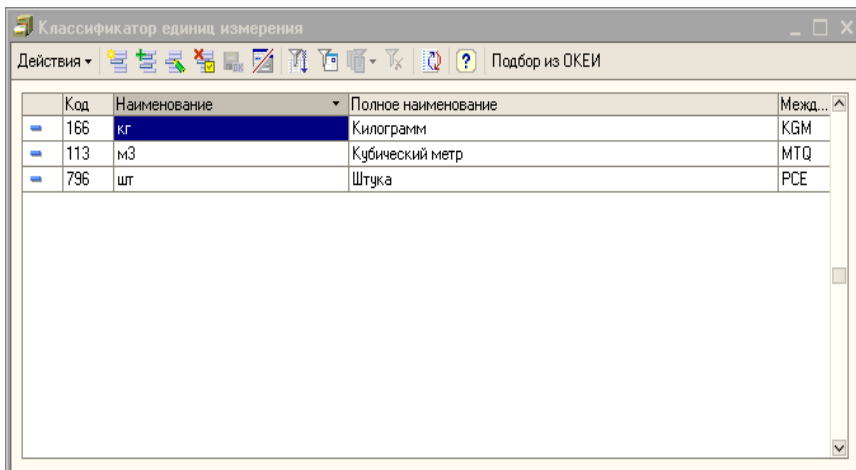 Классификатор единиц измерения
Действия Подбор из ОКЕИ
Код Наименование Полное наименование Межд...
166 кг Килограмм KGM
113 м3 Кубический метр MTQ
796 шт Штука PCE